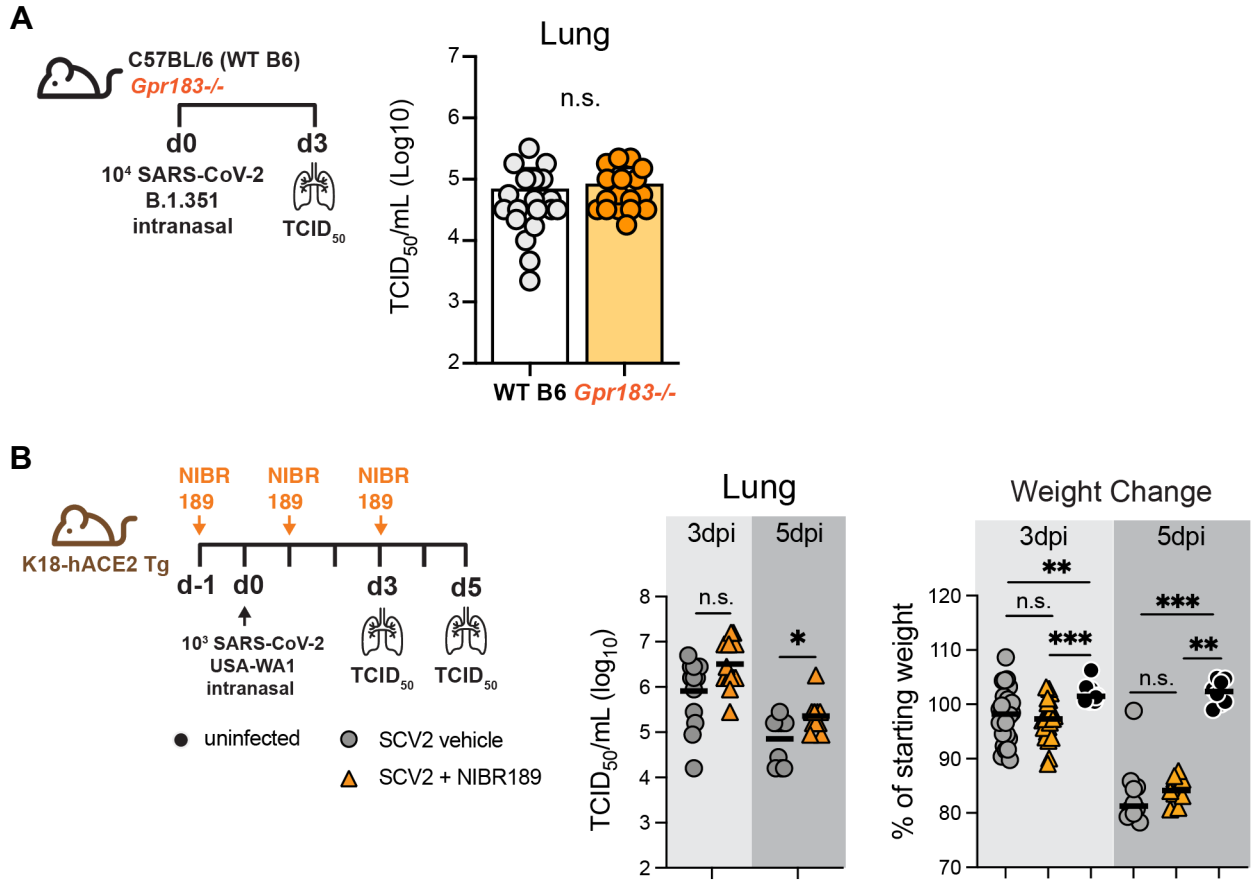 A
C57BL/6 (WT B6)
Gpr183-/-
d0
d3
10⁴ SARS-CoV-2
B.1.351
intranasal
TCID₅₀
Lung
n.s.
TCID₅₀/mL (Log10)
7
6
5
4
3
2
WT B6
Gpr183-/-
B
NIBR
189
NIBR
189
NIBR
189
K18-hACE2 Tg
d-1
d0
d3
d5
10³ SARS-CoV-2
USA-WA1
intranasal
TCID₅₀
TCID₅₀
uninfected
SCV2 vehicle
SCV2 + NIBR189
Lung
3dpi
5dpi
n.s.
*
TCID₅₀/mL (log₁₀)
8
7
6
5
4
3
2
Weight Change
3dpi
5dpi
**
n.s.
***
***
**
n.s.
% of starting weight
120
110
100
90
80
70